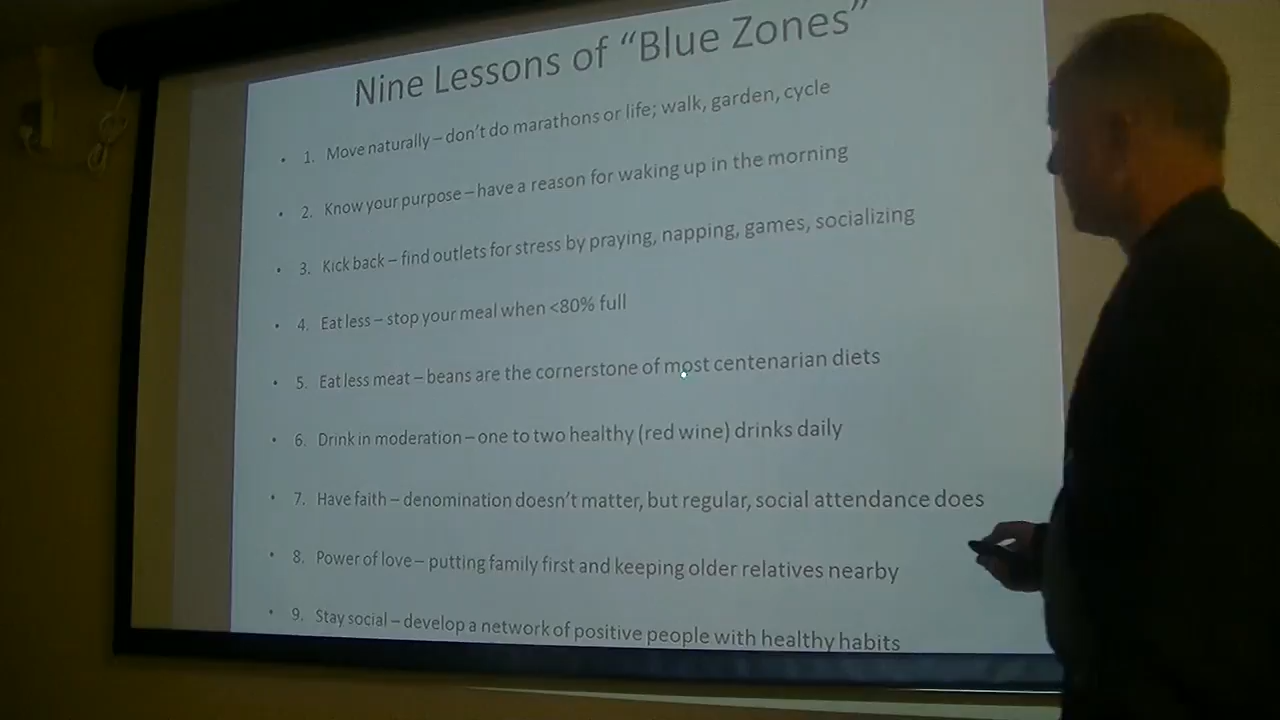 Nine Lessons of “Blue Zones”
• 1. Move naturally – don’t do marathons or life; walk, garden, cycle
• 2. Know your purpose – have a reason for waking up in the morning
• 3. Kick back – find outlets for stress by praying, napping, games, socializing
• 4. Eat less – stop your meal when <80% full
• 5. Eat less meat – beans are the cornerstone of most centenarian diets
• 6. Drink in moderation – one to two healthy (red wine) drinks daily
• 7. Have faith – denomination doesn’t matter, but regular, social attendance does
• 8. Power of love – putting family first and keeping older relatives nearby
• 9. Stay social – develop a network of positive people with healthy habits